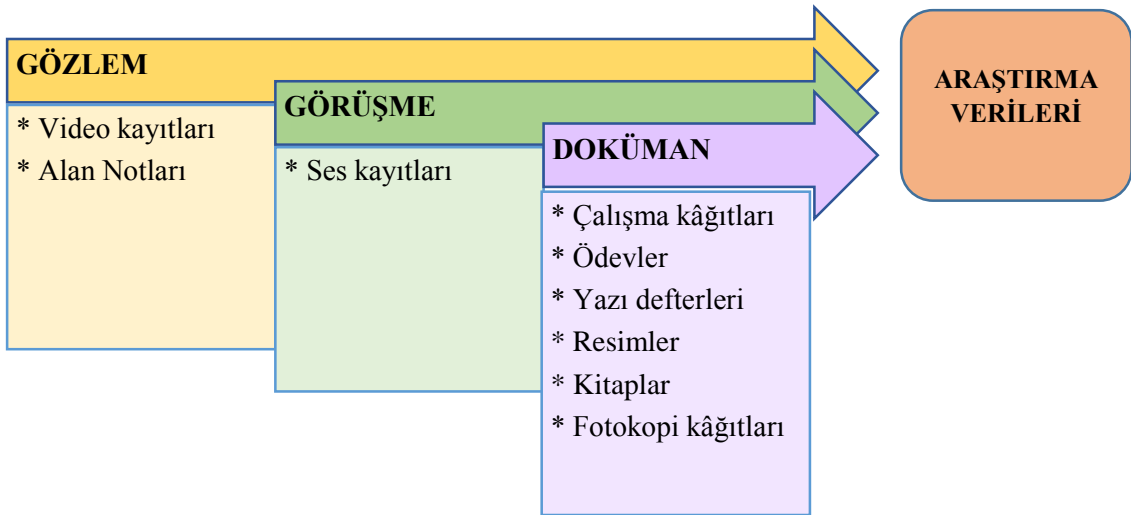 GÖZLEM
* Video kayıtları
* Alan Notları
GÖRÜŞME
* Ses kayıtları
DOKÜMAN
* Çalışma kâğıtları
* Ödevler
* Yazı defterleri
* Resimler
* Kitaplar
* Fotokopi kâğıtları
ARAŞTIRMA
VERİLERİ